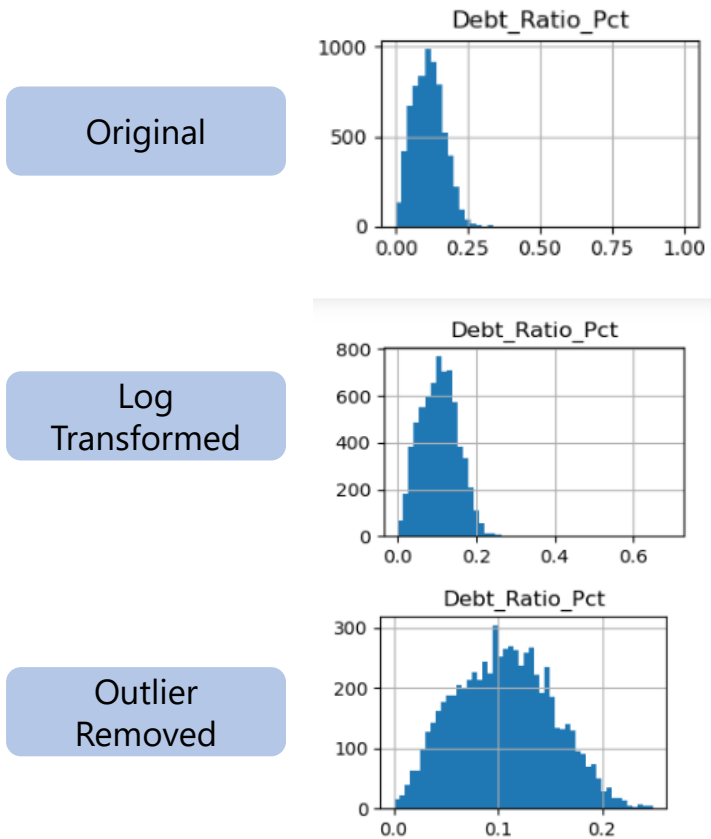 Debt_Ratio_Pct
1000
500
0
0.00 0.25 0.50 0.75 1.00
Original
Debt_Ratio_Pct
800
600
400
200
0
0.0 0.2 0.4 0.6
Log
Transformed
Debt_Ratio_Pct
300
200
100
0
0.0 0.1 0.2
Outlier
Removed